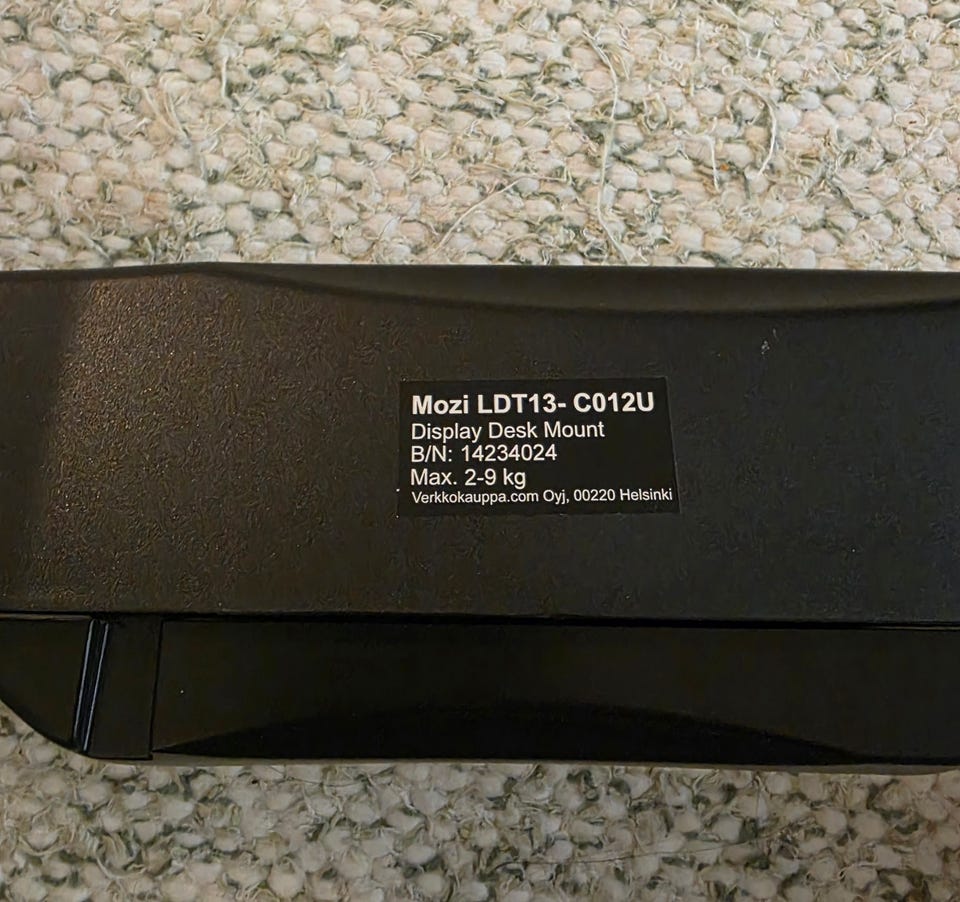 Mozi LDT13- C012U
Display Desk Mount
B/N: 14234024
Max. 2-9 kg
Verkkokauppa.com Oyj, 00220 Helsinki